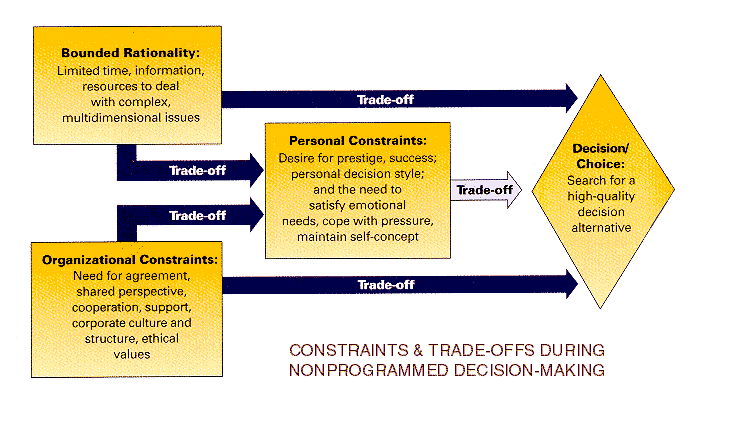 Bounded Rationality:
Limited time, information,
resources to deal
with complex,
multidimensional issues
Trade-off
Trade-off
Personal Constraints:
Desire for prestige, success;
personal decision style;
and the need to
satisfy emotional
needs, cope with pressure,
maintain self-concept
Trade-off
Decision/
Choice:
Search for a
high-quality
decision
alternative
Trade-off
Organizational Constraints:
Need for agreement,
shared perspective,
cooperation, support,
corporate culture and
structure, ethical
values
Trade-off
CONSTRAINTS & TRADE-OFFS DURING
NONPROGRAMMED DECISION-MAKING